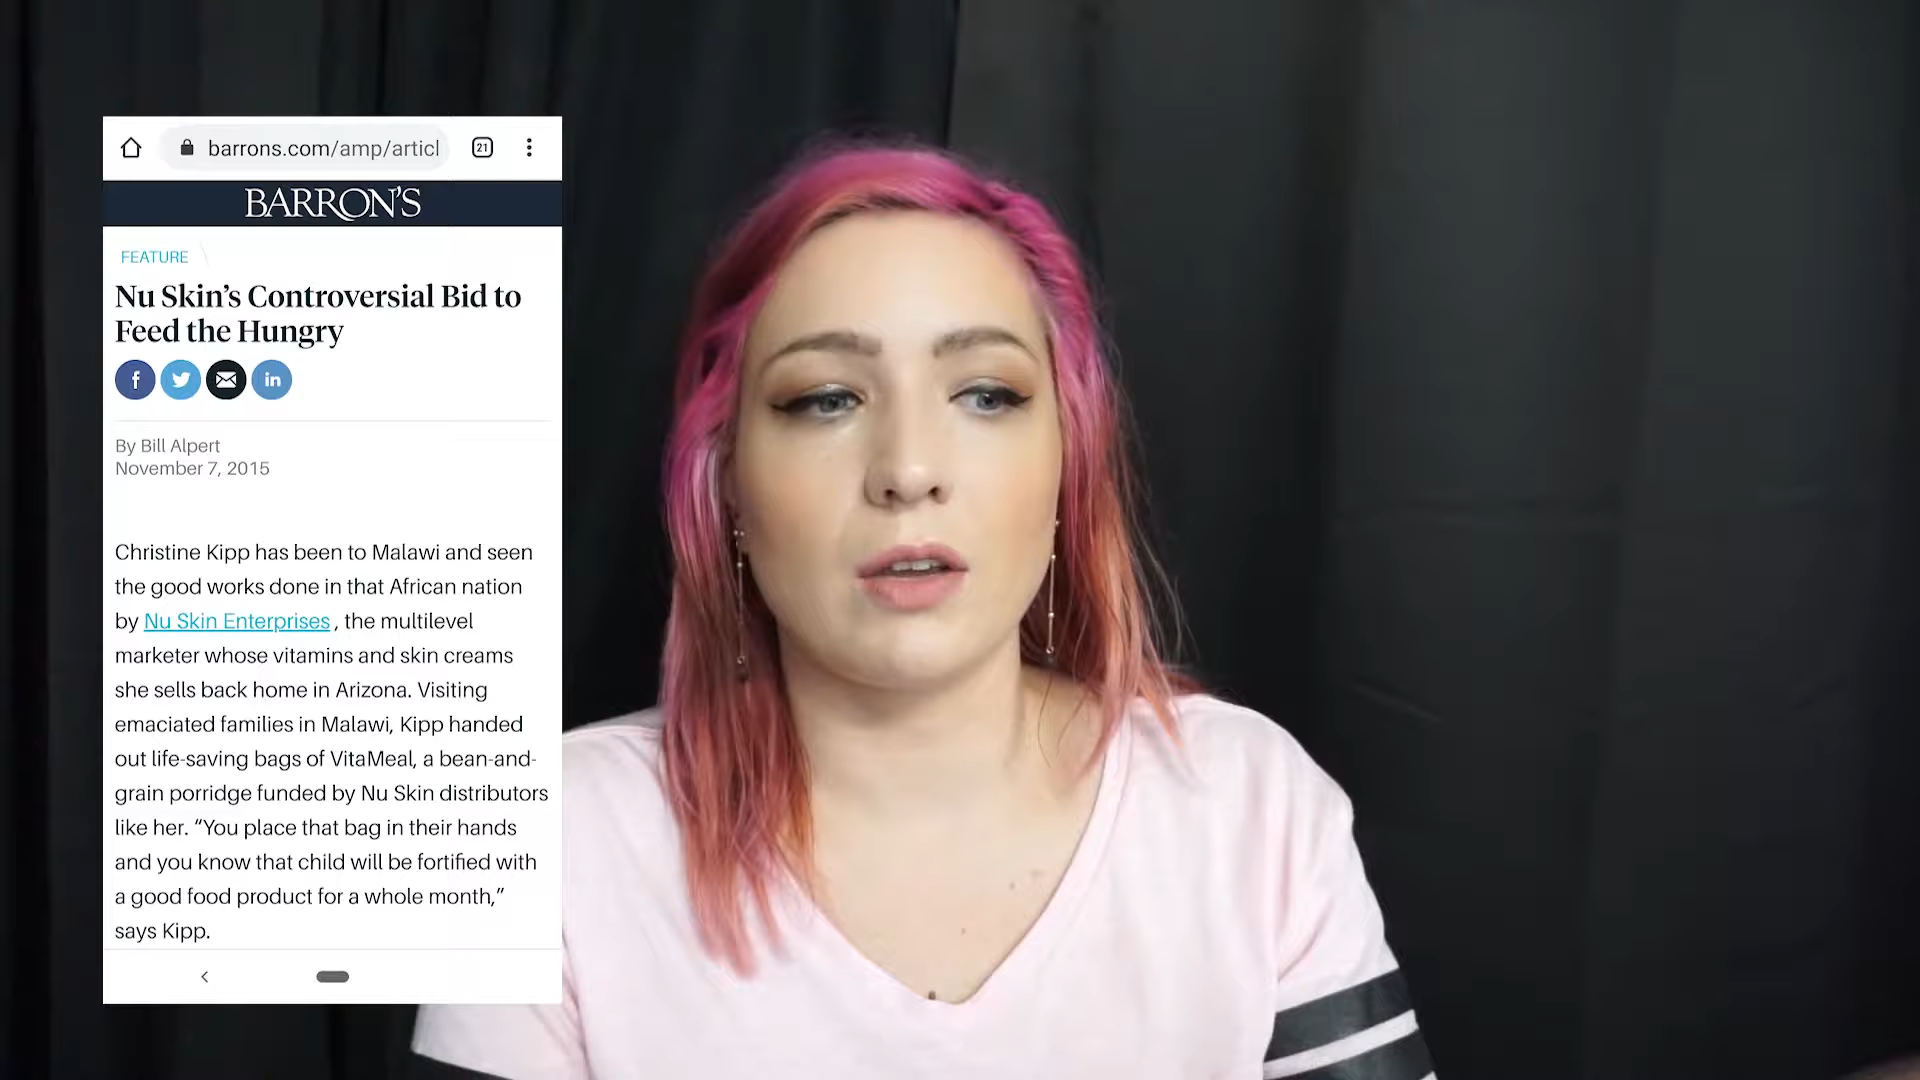 barrons.com/amp/articl
21
BARRON'S
FEATURE
Nu Skin's Controversial Bid to
Feed the Hungry
f
in
By Bill Alpert
November 7, 2015
Christine Kipp has been to Malawi and seen
the good works done in that African nation
by Nu Skin Enterprises , the multilevel
marketer whose vitamins and skin creams
she sells back home in Arizona. Visiting
emaciated families in Malawi, Kipp handed
out life-saving bags of VitaMeal, a bean-and-
grain porridge funded by Nu Skin distributors
like her. “You place that bag in their hands
and you know that child will be fortified with
a good food product for a whole month,”
says Kipp.